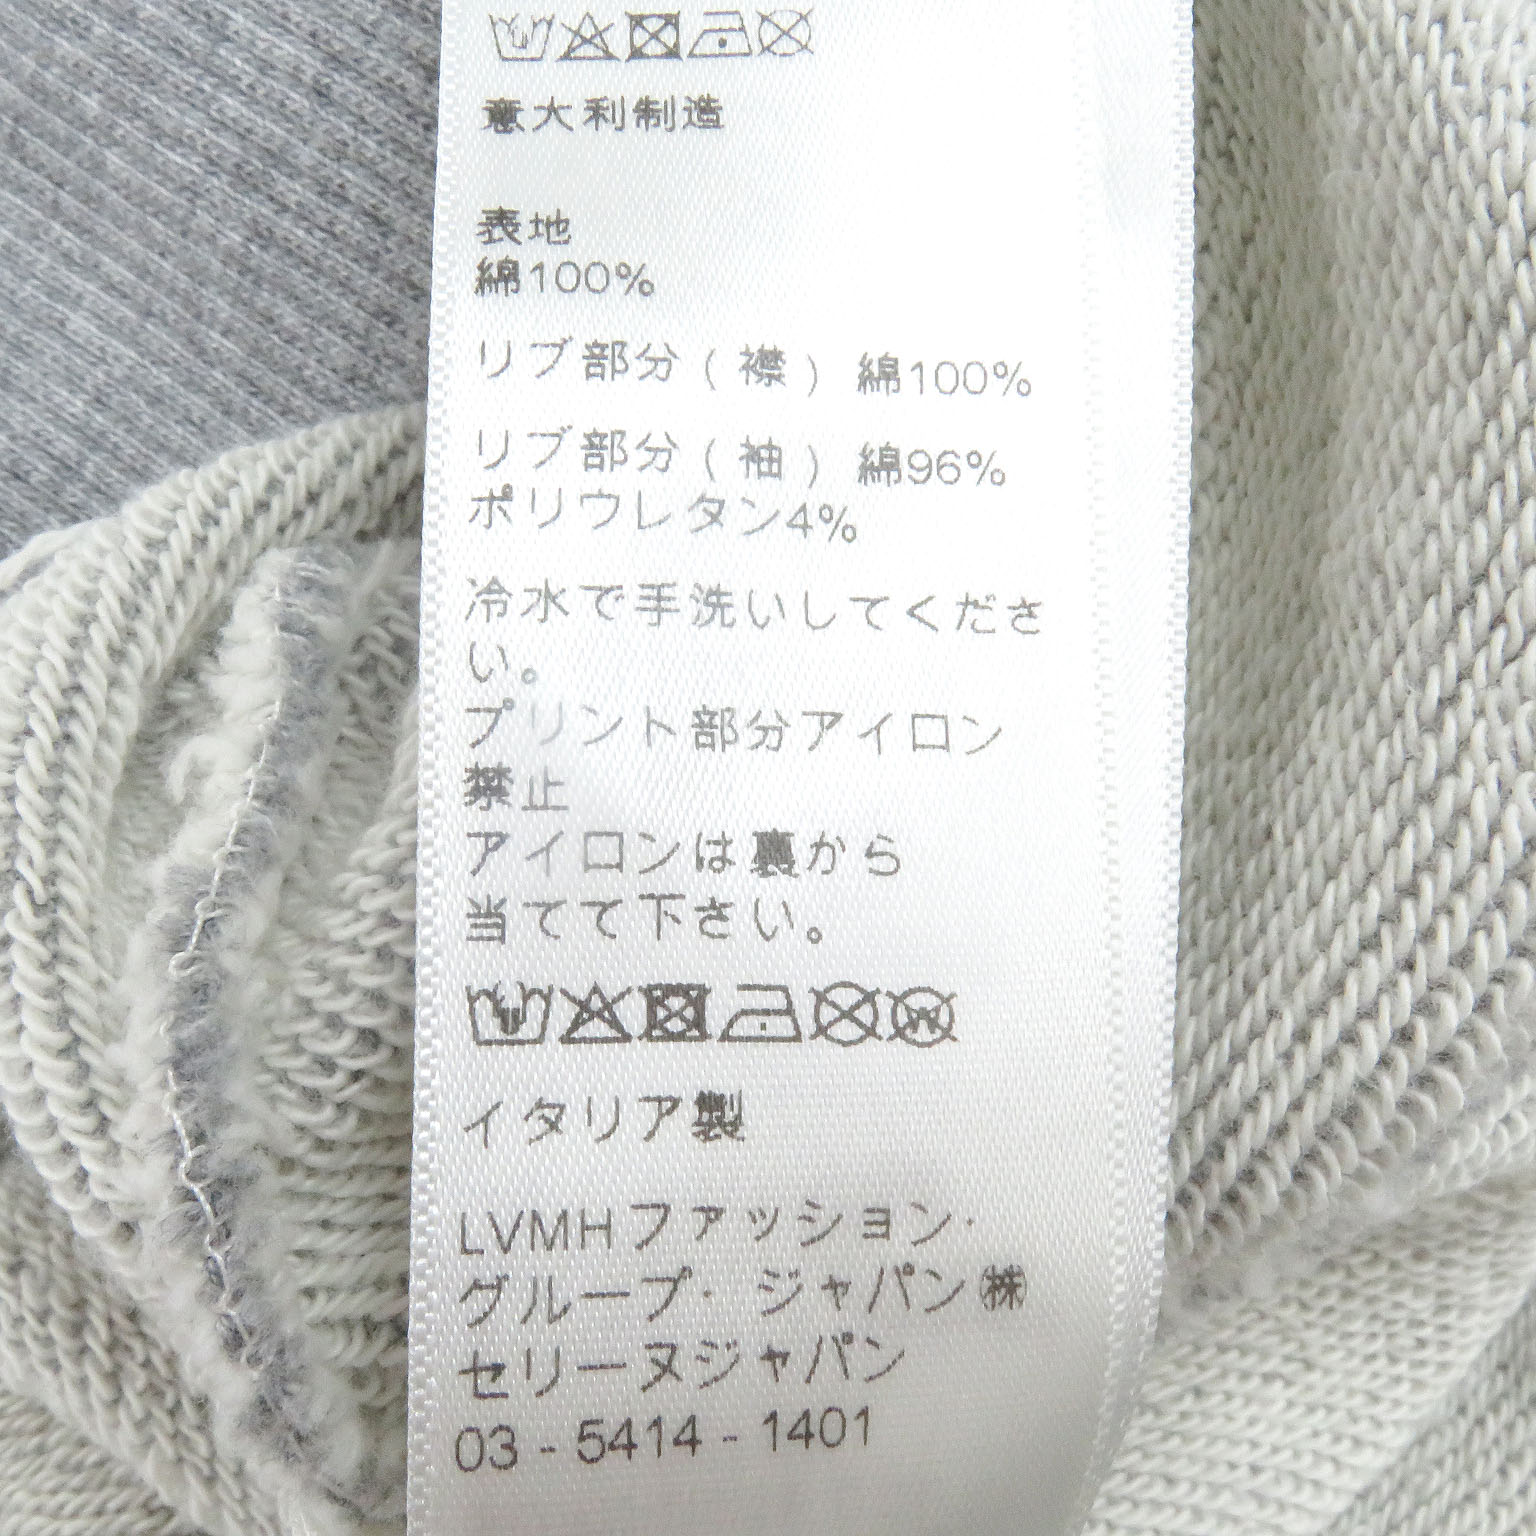 意大利制造
表地
綿100%
リブ部分(襟) 綿100%
リブ部分(袖) 綿96%
ポリウレタン4%
冷水で手洗いしてくださ
い。
プリント部分アイロン
禁止
アイロンは裏から
当てて下さい。
イタリア製
LVMHファッション·
グループ· ジャパン㈱
セリーヌジャパン
03-5414-1401